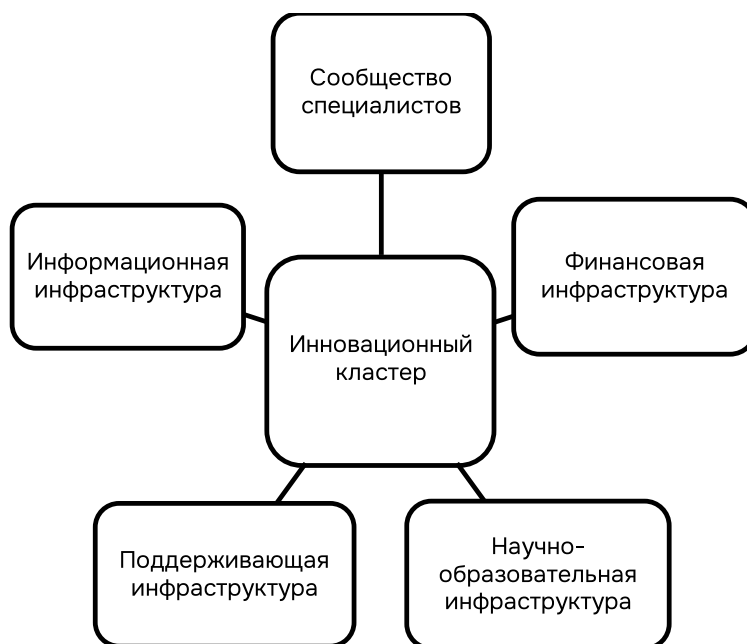 Сообщество
специалистов
Информационная
инфраструктура
Финансовая
инфраструктура
Инновационный
кластер
Поддерживающая
инфраструктура
Научно-
образовательная
инфраструктура